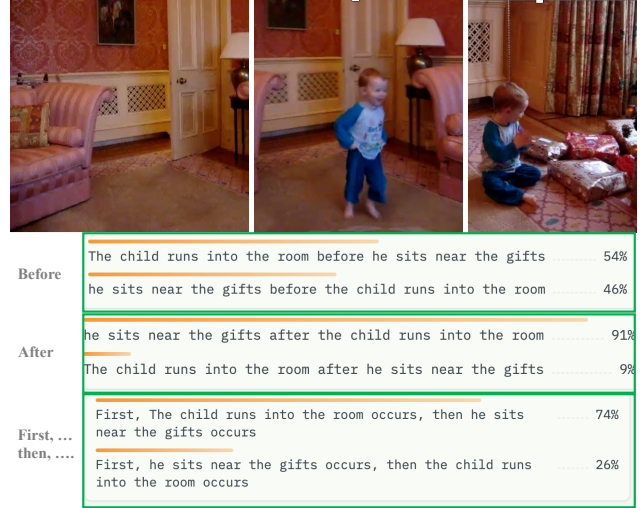 Before
The child runs into the room before he sits near the gifts 54%
he sits near the gifts before the child runs into the room 46%
After
he sits near the gifts after the child runs into the room 91%
The child runs into the room after he sits near the gifts 9%
First, …
then, ….
First, The child runs into the room occurs, then he sits 74%
near the gifts occurs
First, he sits near the gifts occurs, then the child runs 26%
into the room occurs